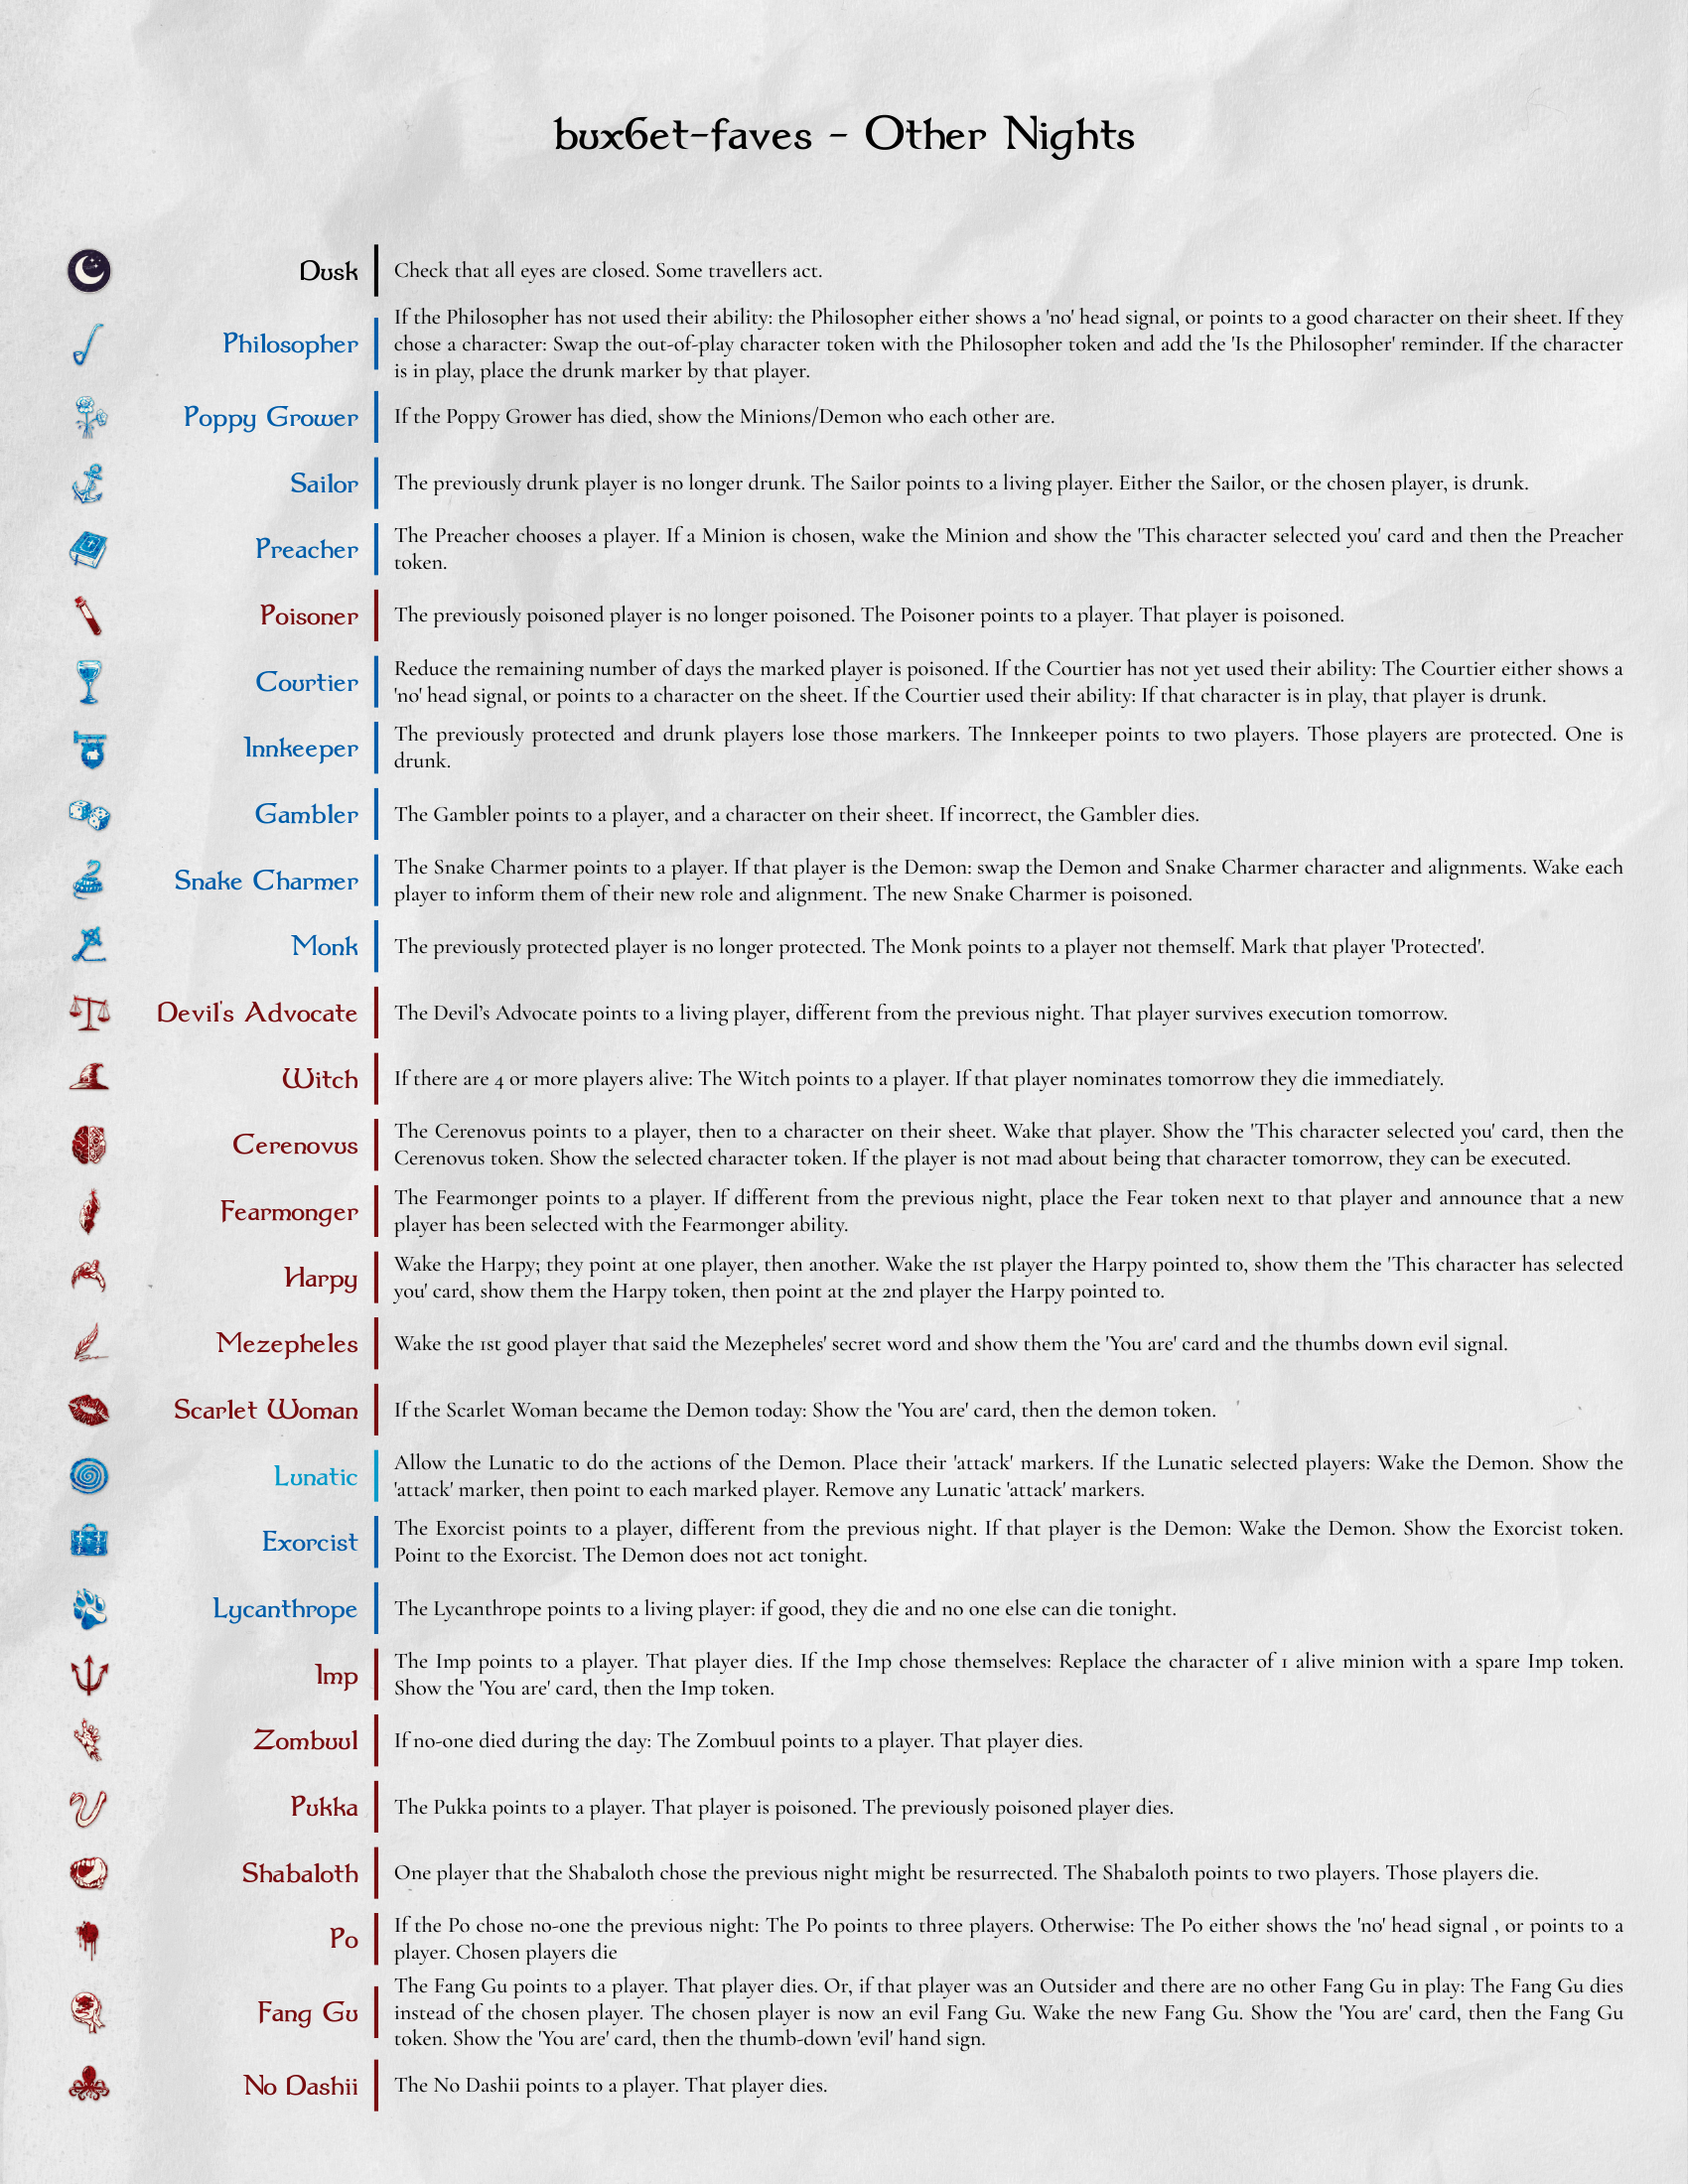 bux6et-faves - Other Nights
Dusk
Check that all eyes are closed. Some travellers act.
Philosopher
If the Philosopher has not used their ability: the Philosopher either shows a 'no' head signal, or points to a good character on their sheet. If they
chose a character: Swap the out-of-play character token with the Philosopher token and add the 'Is the Philosopher' reminder. If the character
is in play, place the drunk marker by that player.
Poppy Grower
If the Poppy Grower has died, show the Minions/Demon who each other are.
Sailor
The previously drunk player is no longer drunk. The Sailor points to a living player. Either the Sailor, or the chosen player, is drunk.
Preacher
The Preacher chooses a player. If a Minion is chosen, wake the Minion and show the 'This character selected you' card and then the Preacher
token.
Poisoner
The previously poisoned player is no longer poisoned. The Poisoner points to a player. That player is poisoned.
Courtier
Reduce the remaining number of days the marked player is poisoned. If the Courtier has not yet used their ability: The Courtier either shows a
'no' head signal, or points to a character on the sheet. If the Courtier used their ability: If that character is in play, that player is drunk.
Innkeeper
The previously protected and drunk players lose those markers. The Innkeeper points to two players. Those players are protected. One is
drunk.
Gambler
The Gambler points to a player, and a character on their sheet. If incorrect, the Gambler dies.
Snake Charmer
The Snake Charmer points to a player. If that player is the Demon: swap the Demon and Snake Charmer character and alignments. Wake each
player to inform them of their new role and alignment. The new Snake Charmer is poisoned.
Monk
The previously protected player is no longer protected. The Monk points to a player not themself. Mark that player 'Protected'.
Devil's Advocate
The Devil’s Advocate points to a living player, different from the previous night. That player survives execution tomorrow.
Witch
If there are 4 or more players alive: The Witch points to a player. If that player nominates tomorrow they die immediately.
Cerenovus
The Cerenovus points to a player, then to a character on their sheet. Wake that player. Show the 'This character selected you' card, then the
Cerenovus token. Show the selected character token. If the player is not mad about being that character tomorrow, they can be executed.
Fearmonger
The Fearmonger points to a player. If different from the previous night, place the Fear token next to that player and announce that a new
player has been selected with the Fearmonger ability.
Harpy
Wake the Harpy; they point at one player, then another. Wake the 1st player the Harpy pointed to, show them the 'This character has selected
you' card, show them the Harpy token, then point at the 2nd player the Harpy pointed to.
Mezepheles
Wake the 1st good player that said the Mezepheles' secret word and show them the 'You are' card and the thumbs down evil signal.
Scarlet Woman
If the Scarlet Woman became the Demon today: Show the 'You are' card, then the demon token.
Lunatic
Allow the Lunatic to do the actions of the Demon. Place their 'attack' markers. If the Lunatic selected players: Wake the Demon. Show the
'attack' marker, then point to each marked player. Remove any Lunatic 'attack' markers.
Exorcist
The Exorcist points to a player, different from the previous night. If that player is the Demon: Wake the Demon. Show the Exorcist token.
Point to the Exorcist. The Demon does not act tonight.
Lycanthrope
The Lycanthrope points to a living player: if good, they die and no one else can die tonight.
Imp
The Imp points to a player. That player dies. If the Imp chose themselves: Replace the character of 1 alive minion with a spare Imp token.
Show the 'You are' card, then the Imp token.
Zombuul
If no-one died during the day: The Zombuul points to a player. That player dies.
Pukka
The Pukka points to a player. That player is poisoned. The previously poisoned player dies.
Shabaloth
One player that the Shabaloth chose the previous night might be resurrected. The Shabaloth points to two players. Those players die.
Po
If the Po chose no-one the previous night: The Po points to three players. Otherwise: The Po either shows the 'no' head signal , or points to a
player. Chosen players die
Fang Gu
The Fang Gu points to a player. That player dies. Or, if that player was an Outsider and there are no other Fang Gu in play: The Fang Gu dies
instead of the chosen player. The chosen player is now an evil Fang Gu. Wake the new Fang Gu. Show the 'You are' card, then the Fang Gu
token. Show the 'You are' card, then the thumb-down 'evil' hand sign.
No Dashii
The No Dashii points to a player. That player dies.